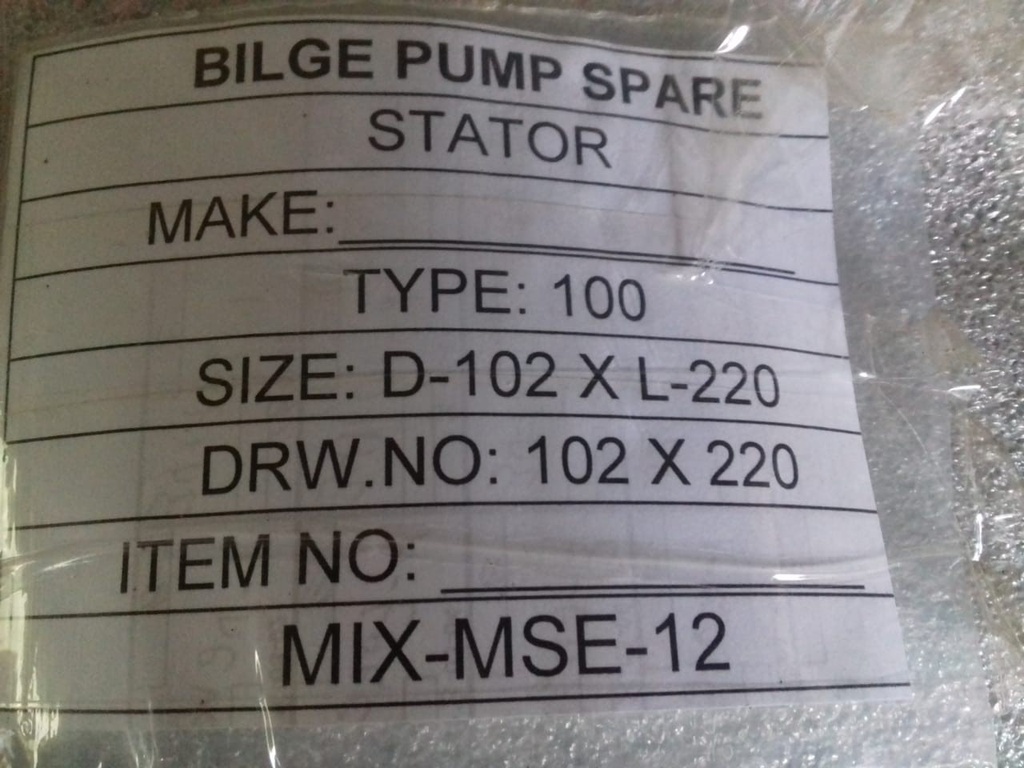 BILGE PUMP SPARE
STATOR
MAKE:
TYPE: 100
SIZE: D-102 X L-220
DRW.NO: 102 X 220
ITEM NO:
MIX-MSE-12